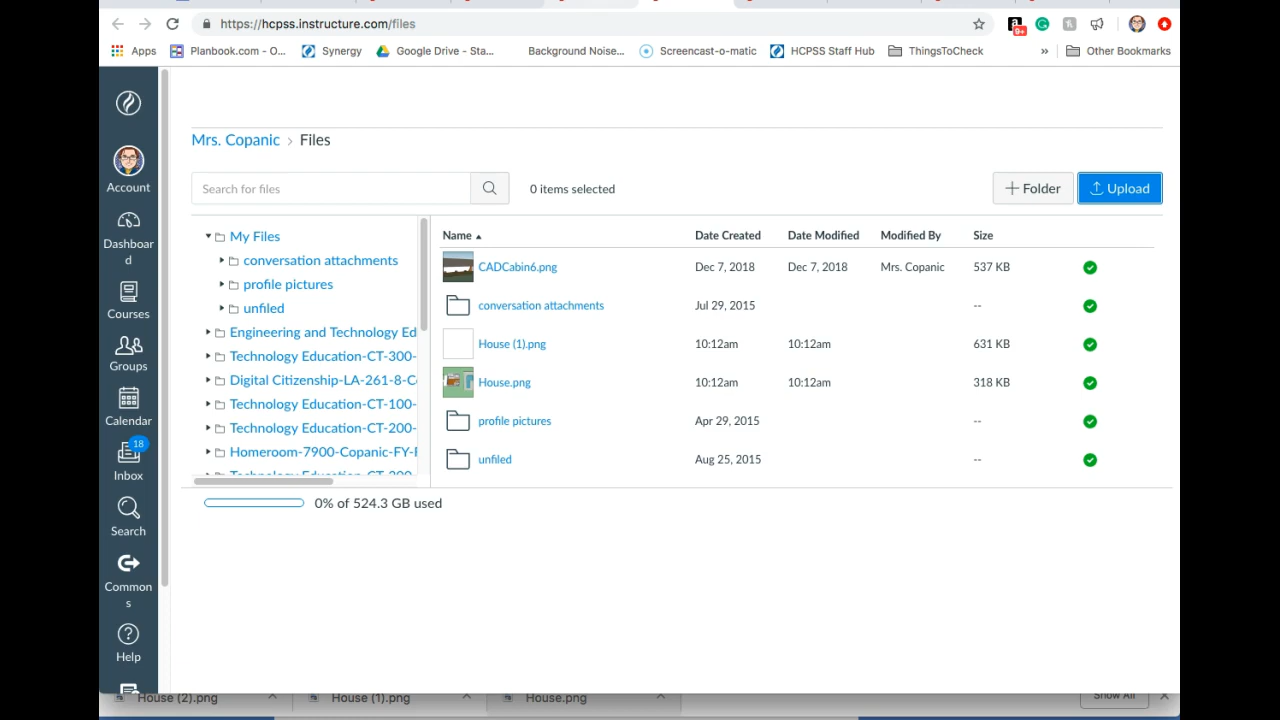 https://hcpss.instructure.com/files
9+
Apps
Planbook.com - O...
Synergy
Google Drive - Sta...
Background Noise...
Screencast-o-matic
HCPSS Staff Hub
ThingsToCheck
»
Other Bookmarks
Account
Dashboar
d
Courses
Groups
Calendar
18
Inbox
Search
Common
s
Help
Mrs. Copanic > Files
Search for files
0 items selected
+ Folder
Upload
My Files
conversation attachments
profile pictures
unfiled
Engineering and Technology Ed
Technology Education-CT-300-
Digital Citizenship-LA-261-8-C
Technology Education-CT-100-
Technology Education-CT-200-
Homeroom-7900-Copanic-FY-F
Technology Education-CT-200-
Name Date Created Date Modified Modified By Size
CADCabin6.png Dec 7, 2018 Dec 7, 2018 Mrs. Copanic 537 KB
conversation attachments Jul 29, 2015 --
House (1).png 10:12am 10:12am 631 KB
House.png 10:12am 10:12am 318 KB
profile pictures Apr 29, 2015 --
unfiled Aug 25, 2015 --
0% of 524.3 GB used
House (2).png
House (1).png
House.png
Show All